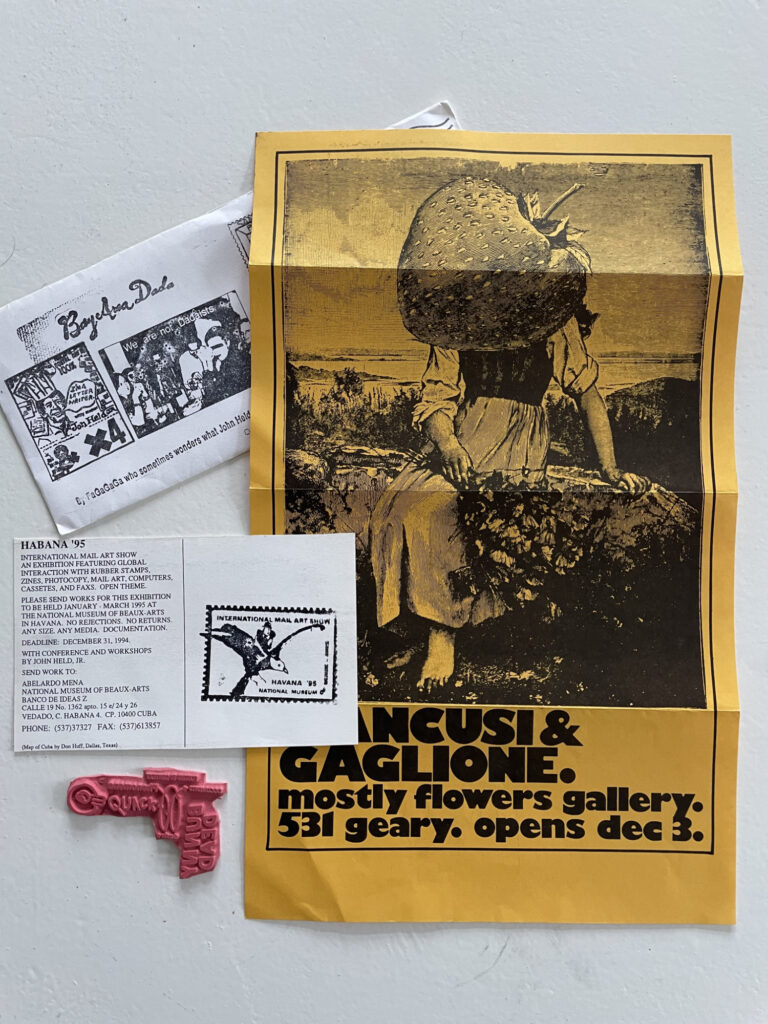 Bay Area Dada
We are not Dadaists
100%
Jon Held
x4
By FaGaGaGa who sometimes wonders what John Held
HABANA '95
INTERNATIONAL MAIL ART SHOW
AN EXHIBITION FEATURING GLOBAL
INTERACTION WITH RUBBER STAMPS,
ZINES, PHOTOCOPY, MAIL ART, COMPUTERS,
CASSETES, AND FAXS. OPEN THEME.
PLEASE SEND WORKS FOR THIS EXHIBITION
TO BE HELD JANUARY - MARCH 1995 AT
THE NATIONAL MUSEUM OF BEAUX-ARTS
IN HAVANA. NO REJECTIONS. NO RETURNS.
ANY SIZE. ANY MEDIA. DOCUMENTATION.
DEADLINE: DECEMBER 31, 1994.
WITH CONFERENCE AND WORKSHOPS
BY JOHN HELD, JR.
SEND WORK TO:
ABELARDO MENA
NATIONAL MUSEUM OF BEAUX-ARTS
BANCO DE IDEAS Z
CALLE 19 No. 1362 apto. 15 e/ 24 y 26
VEDADO, C. HABANA 4. CP. 10400 CUBA
PHONE: (537)37327 FAX: (537)613857
(Map of Cuba by Don Huff, Dallas, Texas)
INTERNATIONAL MAIL ART SHOW
HAVANA '95
NATIONAL MUSEUM
QUACK
ANCUSI &
GAGLIONE.
mostly flowers gallery.
531 geary. opens dec 3.